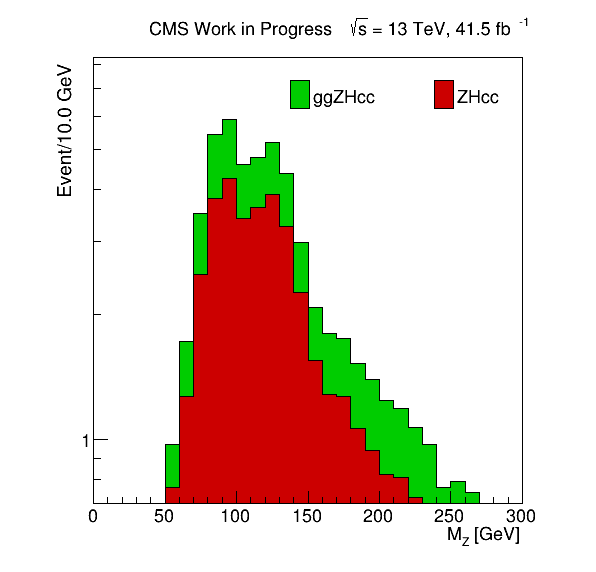 CMS Work in Progress √s = 13 TeV, 41.5 fb⁻¹
ggZHcc ZHcc
Event/10.0 GeV
1
0 50 100 150 200 250 300
M_Z [GeV]